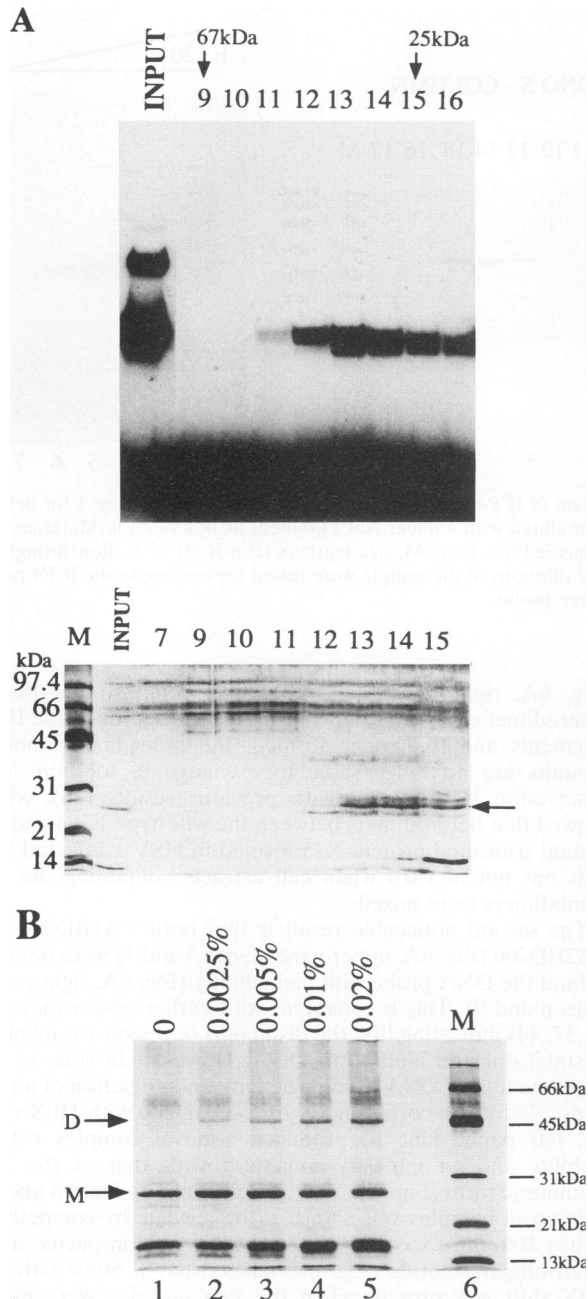 A
67kDa 25kDa
INPUT 9 10 11 12 13 14 15 16
M INPUT 7 9 10 11 12 13 14 15
kDa
97.4
66
45
31
21
14
B
0 0.002% 0.005% 0.01% 0.02% M
D
M
66kDa
45kDa
31kDa
21kDa
13kDa
1 2 3 4 5 6